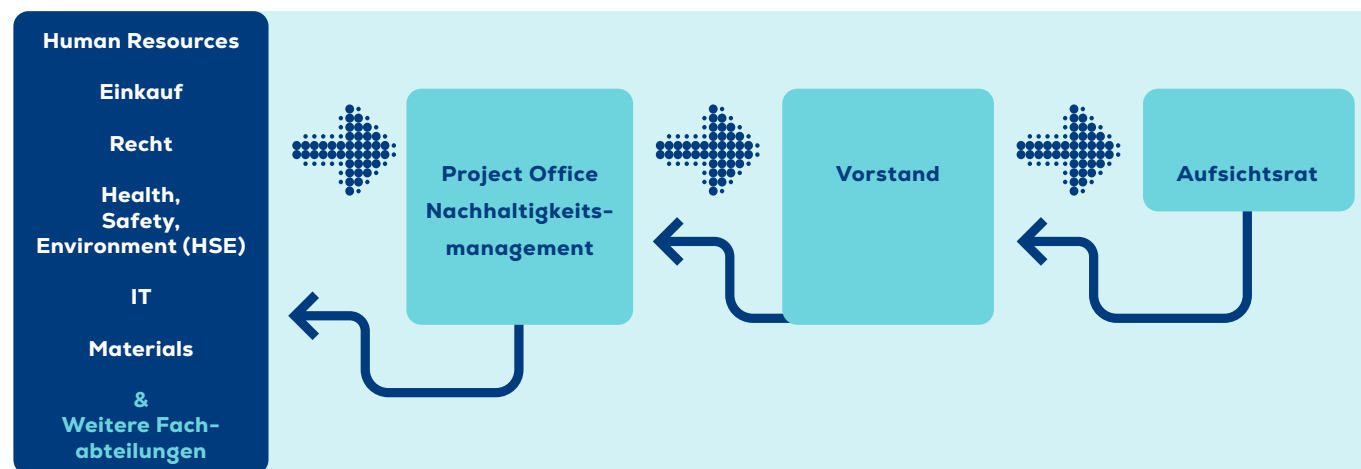 Human Resources
Einkauf
Recht
Health,
Safety,
Environment (HSE)
IT
Materials
&
Weitere Fach-
abteilungen
Project Office
Nachhaltigkeits-
management
Vorstand
Aufsichtsrat